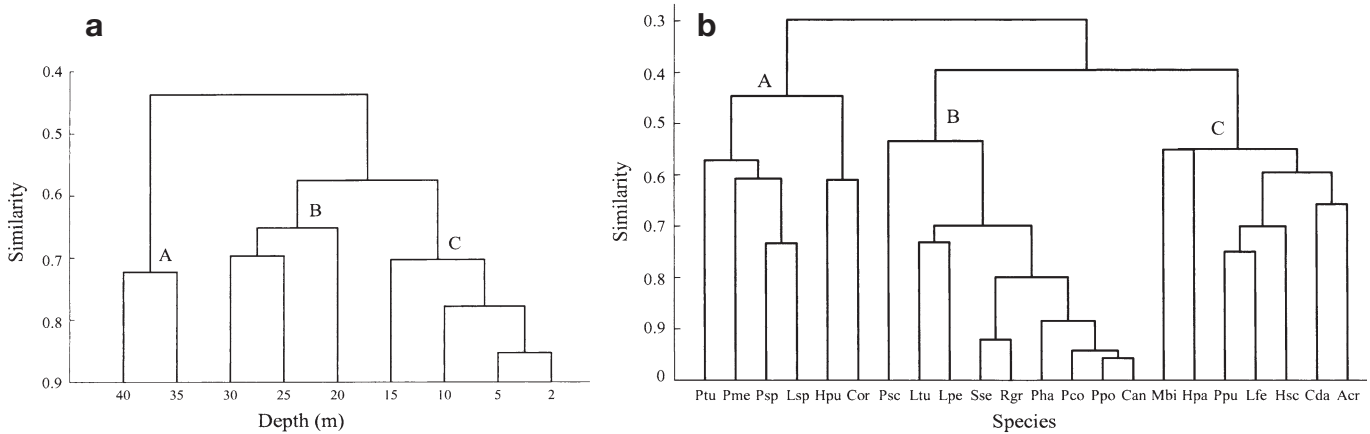 a
0.4
0.5
0.6
0.7
0.8
0.9
Similarity
A
B
C
40 35 30 25 20 15 10 5 2
Depth (m)
b
0.3
0.4
0.5
0.6
0.7
0.8
0.9
0
Similarity
A
B
C
Ptu Pme Psp Lsp Hpu Cor Psc Ltu Lpe Sse Rgr Pha Pco Ppo Can Mbi Hpa Ppu Lfe Hsc Cda Acr
Species